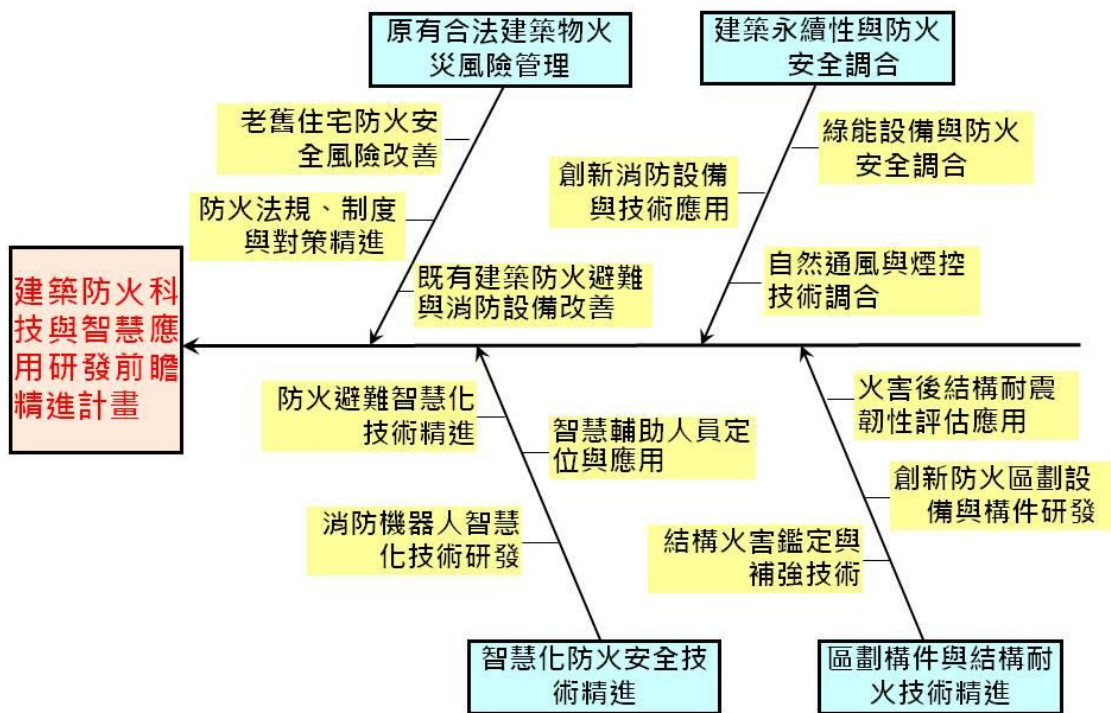 原有合法建築物火
災風險管理
建築永續性與防火
安全調合
老舊住宅防火安
全風險改善
綠能設備與防火
安全調合
創新消防設備
與技術應用
防火法規、制度
與對策精進
自然通風與煙控
技術調合
既有建築防火避難
與消防設備改善
建築防火科
技與智慧應
用研發前瞻
精進計畫
防火避難智慧化
技術精進
火害後結構耐震
韌性評估應用
智慧輔助人員定
位與應用
創新防火區劃設
備與構件研發
消防機器人智慧
化技術研發
結構火害鑑定與
補強技術
智慧化防火安全技
術精進
區劃構件與結構耐
火技術精進